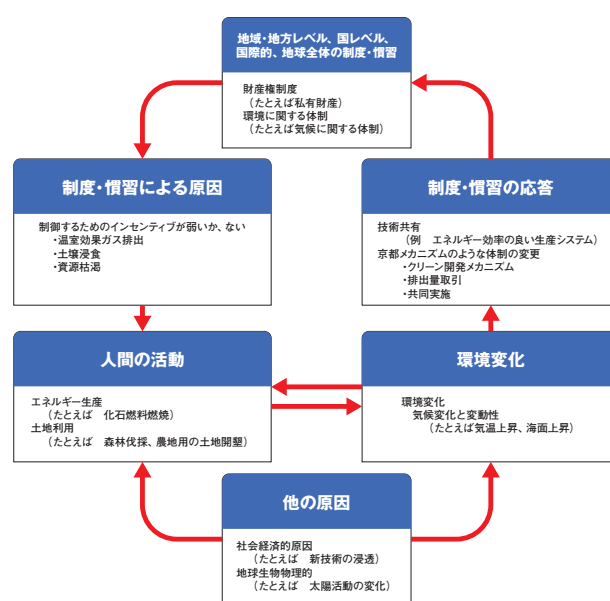 地域・地方レベル、国レベル、
国際的、地球全体の制度・慣習
財産権制度
（たとえば私有財産）
環境に関する体制
（たとえば気候に関する体制）
制度・慣習による原因
制御するためのインセンティブが弱いか、ない
・温室効果ガス排出
・土壌浸食
・資源枯渇
制度・慣習の応答
技術共有
（例　エネルギー効率の良い生産システム）
京都メカニズムのような体制の変更
・クリーン開発メカニズム
・排出量取引
・共同実施
人間の活動
エネルギー生産
（たとえば　化石燃料燃焼）
土地利用
（たとえば　森林伐採、農地用の土地開墾）
環境変化
環境変化
気候変化と変動性
（たとえば気温上昇、海面上昇）
他の原因
社会経済的原因
（たとえば　新技術の浸透）
地球生物物理的
（たとえば　太陽活動の変化）